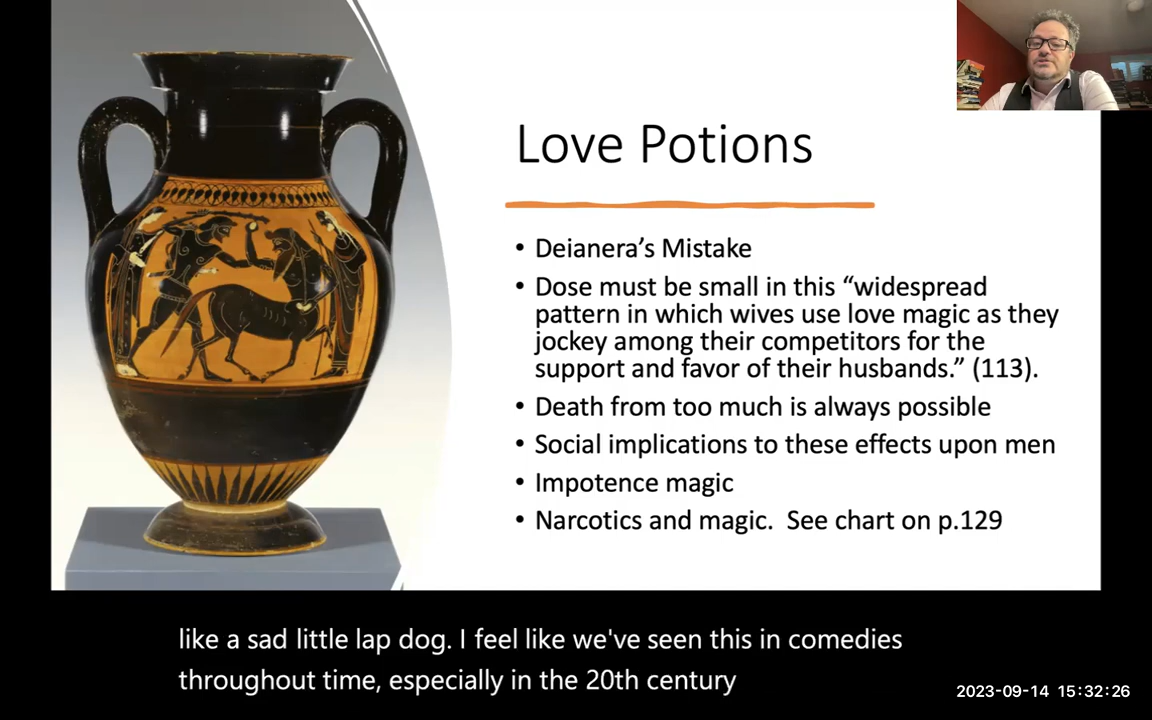 Love Potions
• Deianera’s Mistake
• Dose must be small in this “widespread
pattern in which wives use love magic as they
jockey among their competitors for the
support and favor of their husbands.” (113).
• Death from too much is always possible
• Social implications to these effects upon men
• Impotence magic
• Narcotics and magic.  See chart on p.129
like a sad little lap dog. I feel like we've seen this in comedies
throughout time, especially in the 20th century
2023-09-14 15:32:26